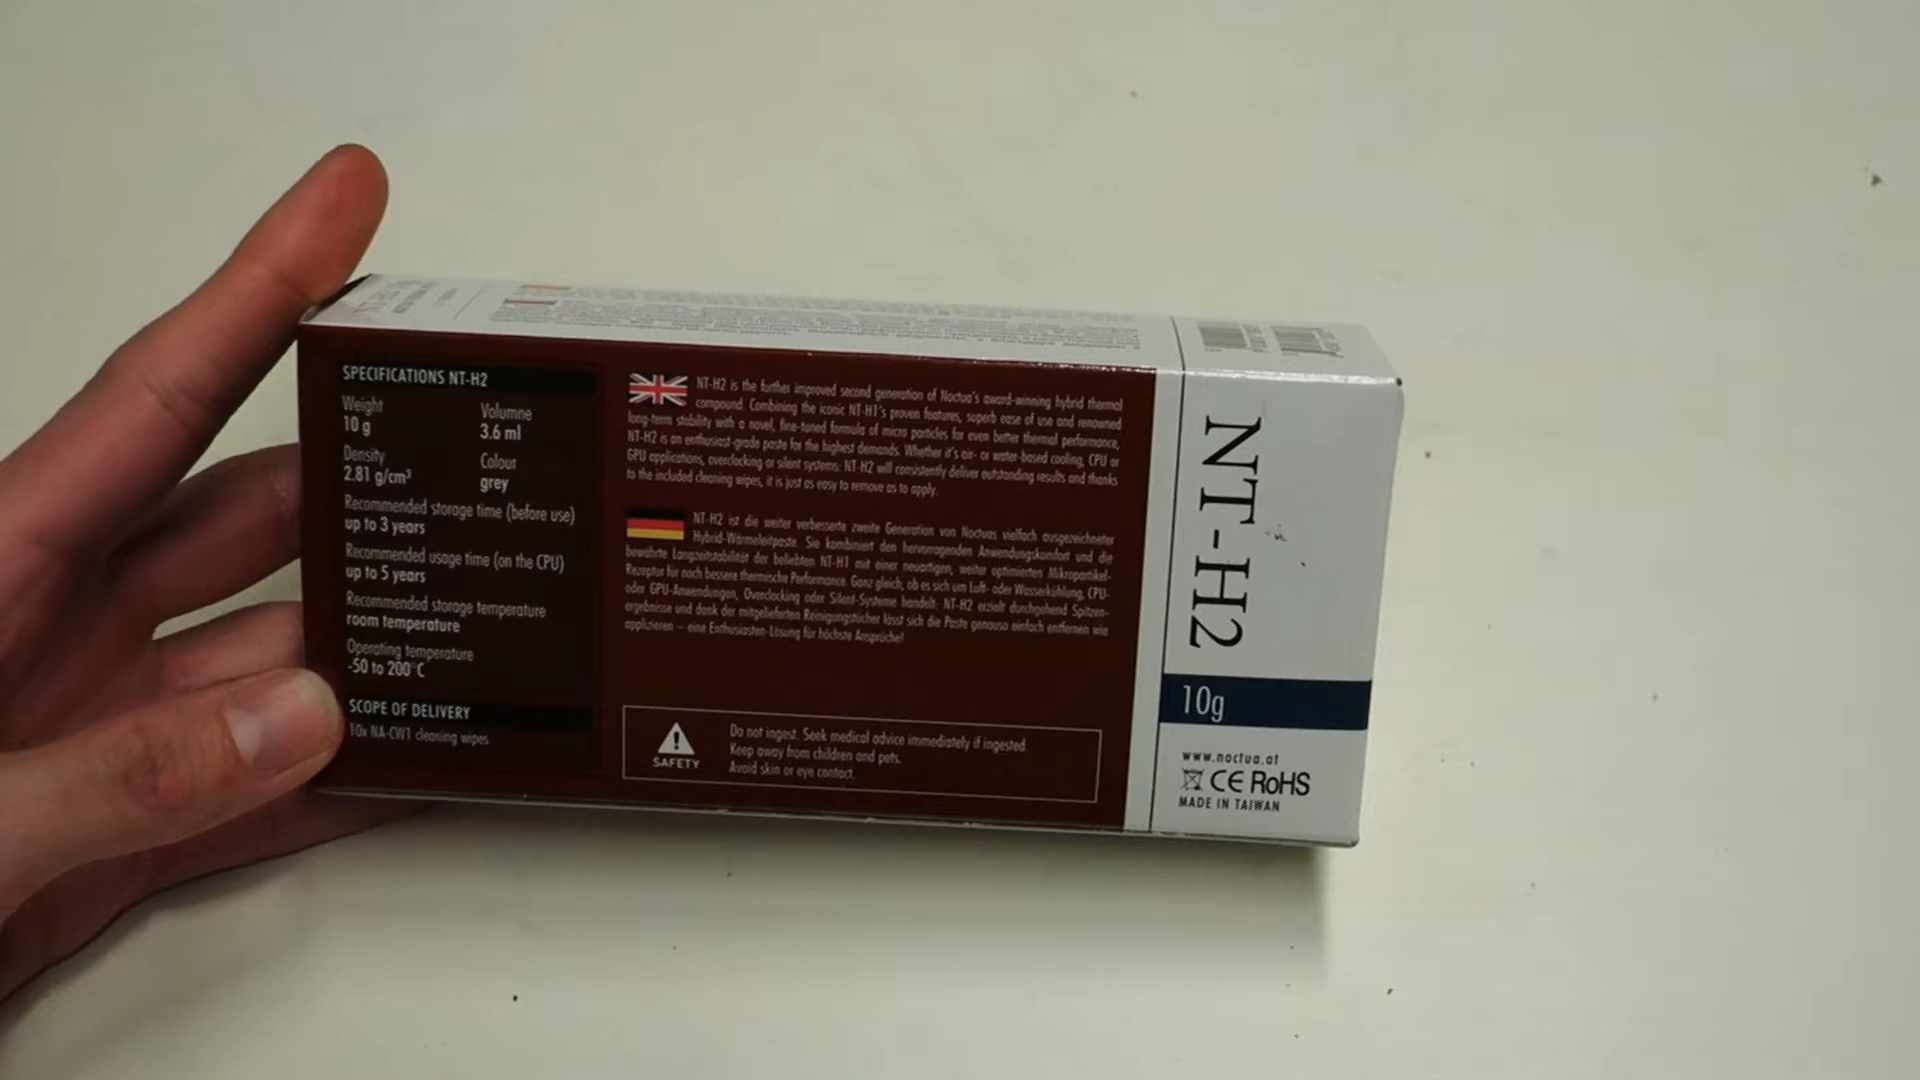 SPECIFICATIONS NT-H2
Weight
10 g
Volumne
3.6 ml
Density
2.81 g/cm³
Colour
grey
Recommended storage time (before use)
up to 3 years
Recommended usage time (on the CPU)
up to 5 years
Recommended storage temperature
room temperature
Operating temperature
-50 to 200°C
SCOPE OF DELIVERY
10x NA-CW1 cleaning wipes
NT-H2 is the further improved second generation of Noctua's award-winning hybrid thermal
compound. Combining the iconic NT-H1's proven features, superb ease of use and renowned
long-term stability with a novel, fine-tuned formula of micro particles for even better thermal performance,
NT-H2 is an enthusiast-grade paste for the highest demands. Whether it's air- or water-based cooling, CPU or
GPU applications, overclocking or silent systems: NT-H2 will consistently deliver outstanding results and thanks
to the included cleaning wipes, it is just as easy to remove as to apply.
NT-H2 ist die weiter verbesserte zweite Generation von Noctuas vielfach ausgezeichneter
Hybrid-Wärmeleitpaste. Sie kombiniert den hervorragenden Anwendungskomfort und die
bewährte Langzeitstabilität der beliebten NT-H1 mit einer neuartigen, weiter optimierten Mikropartikel-
Rezeptur für noch bessere thermische Performance. Ganz gleich, ob es sich um Luft- oder Wasserkühlung, CPU-
oder GPU-Anwendungen, Overclocking oder Silent-Systeme handelt: NT-H2 erzielt durchgehend Spitzen-
ergebnisse und dank der mitgelieferten Reinigungstücher lässt sich die Paste genauso einfach entfernen wie
applizieren – eine Enthusiasten-Lösung für höchste Ansprüche!
SAFETY
Do not ingest. Seek medical advice immediately if ingested.
Keep away from children and pets.
Avoid skin or eye contact.
NT-H2
10g
www.noctua.at
CE RoHS
MADE IN TAIWAN